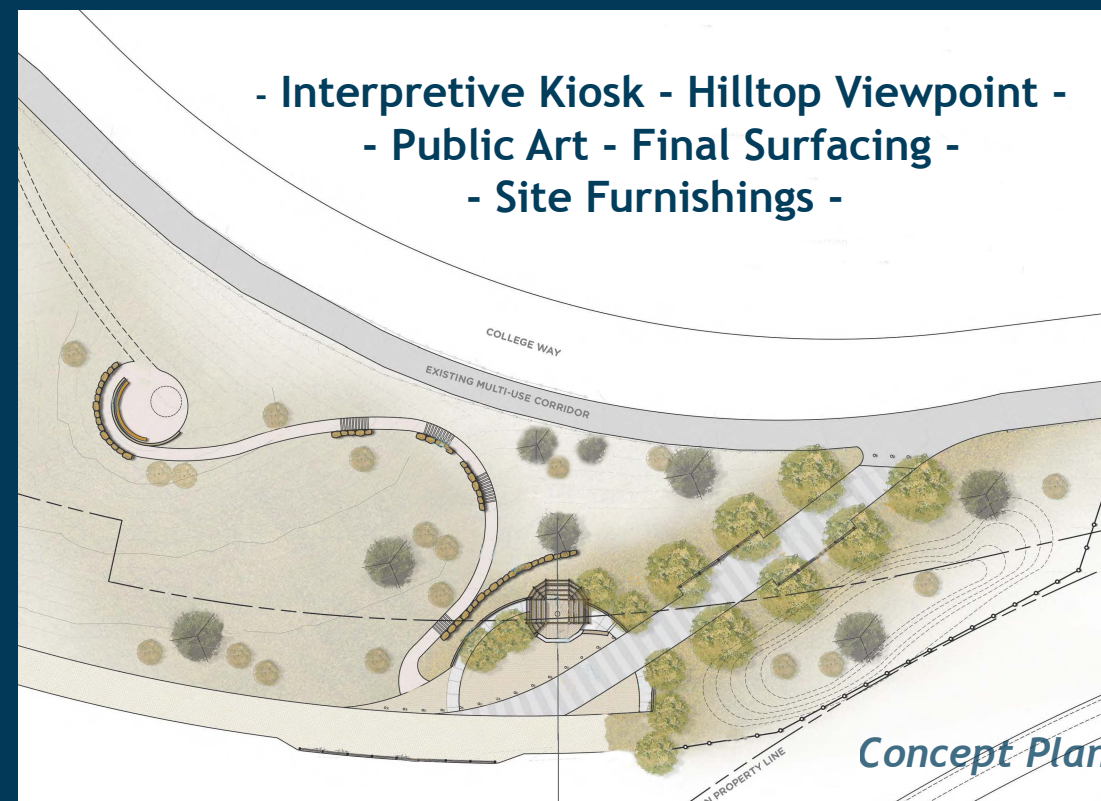 - Interpretive Kiosk - Hilltop Viewpoint -
- Public Art - Final Surfacing -
- Site Furnishings -
COLLEGE WAY
EXISTING MULTI-USE CORRIDOR
Concept Plan
N PROPERTY LINE